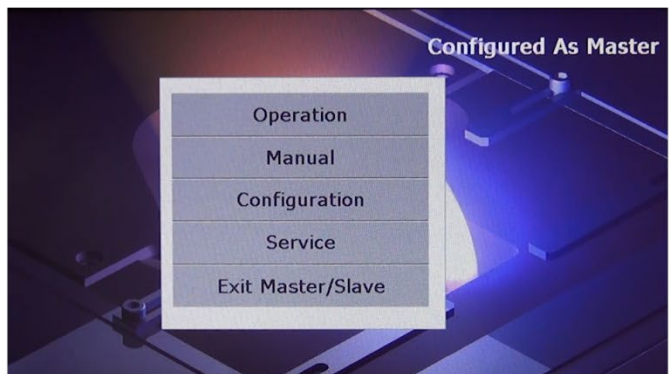 Configured As Master
Operation
Manual
Configuration
Service
Exit Master/Slave